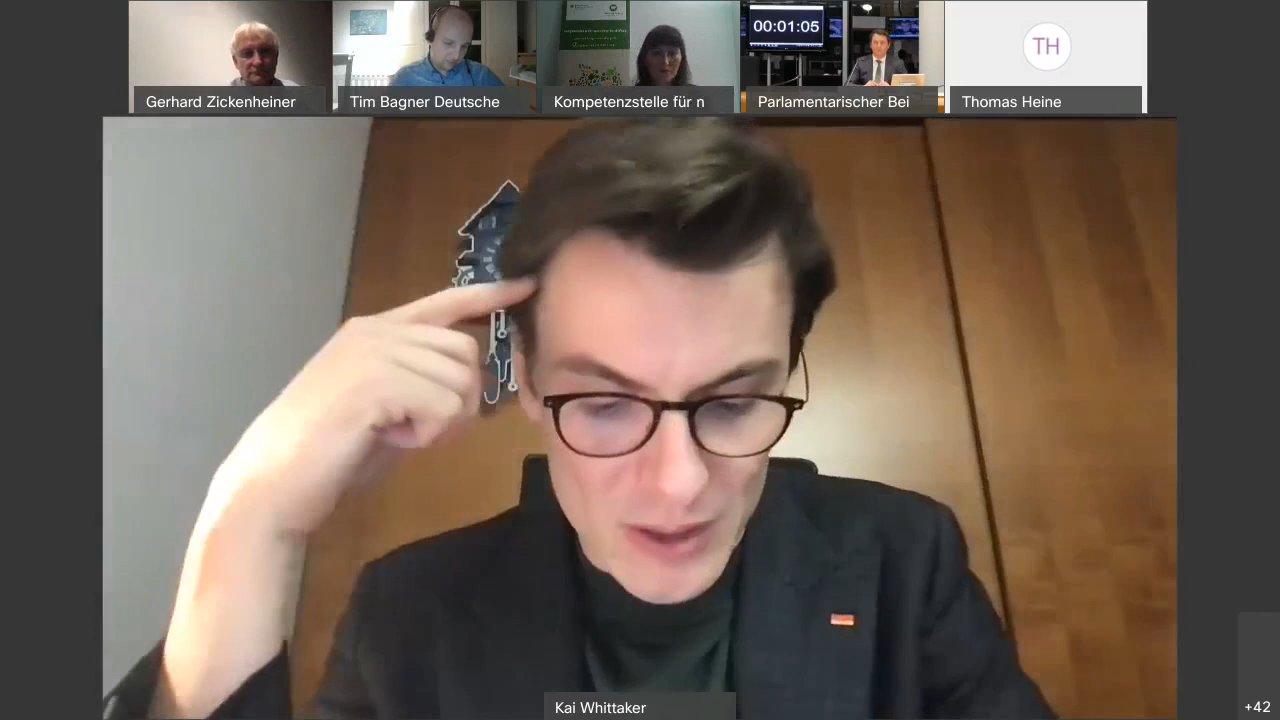 00:01:05
TH
Gerhard Zickenheiner
Tim Bagner Deutsche
Kompetenzstelle für n
Parlamentarischer Bei
Thomas Heine
Kai Whittaker
+42